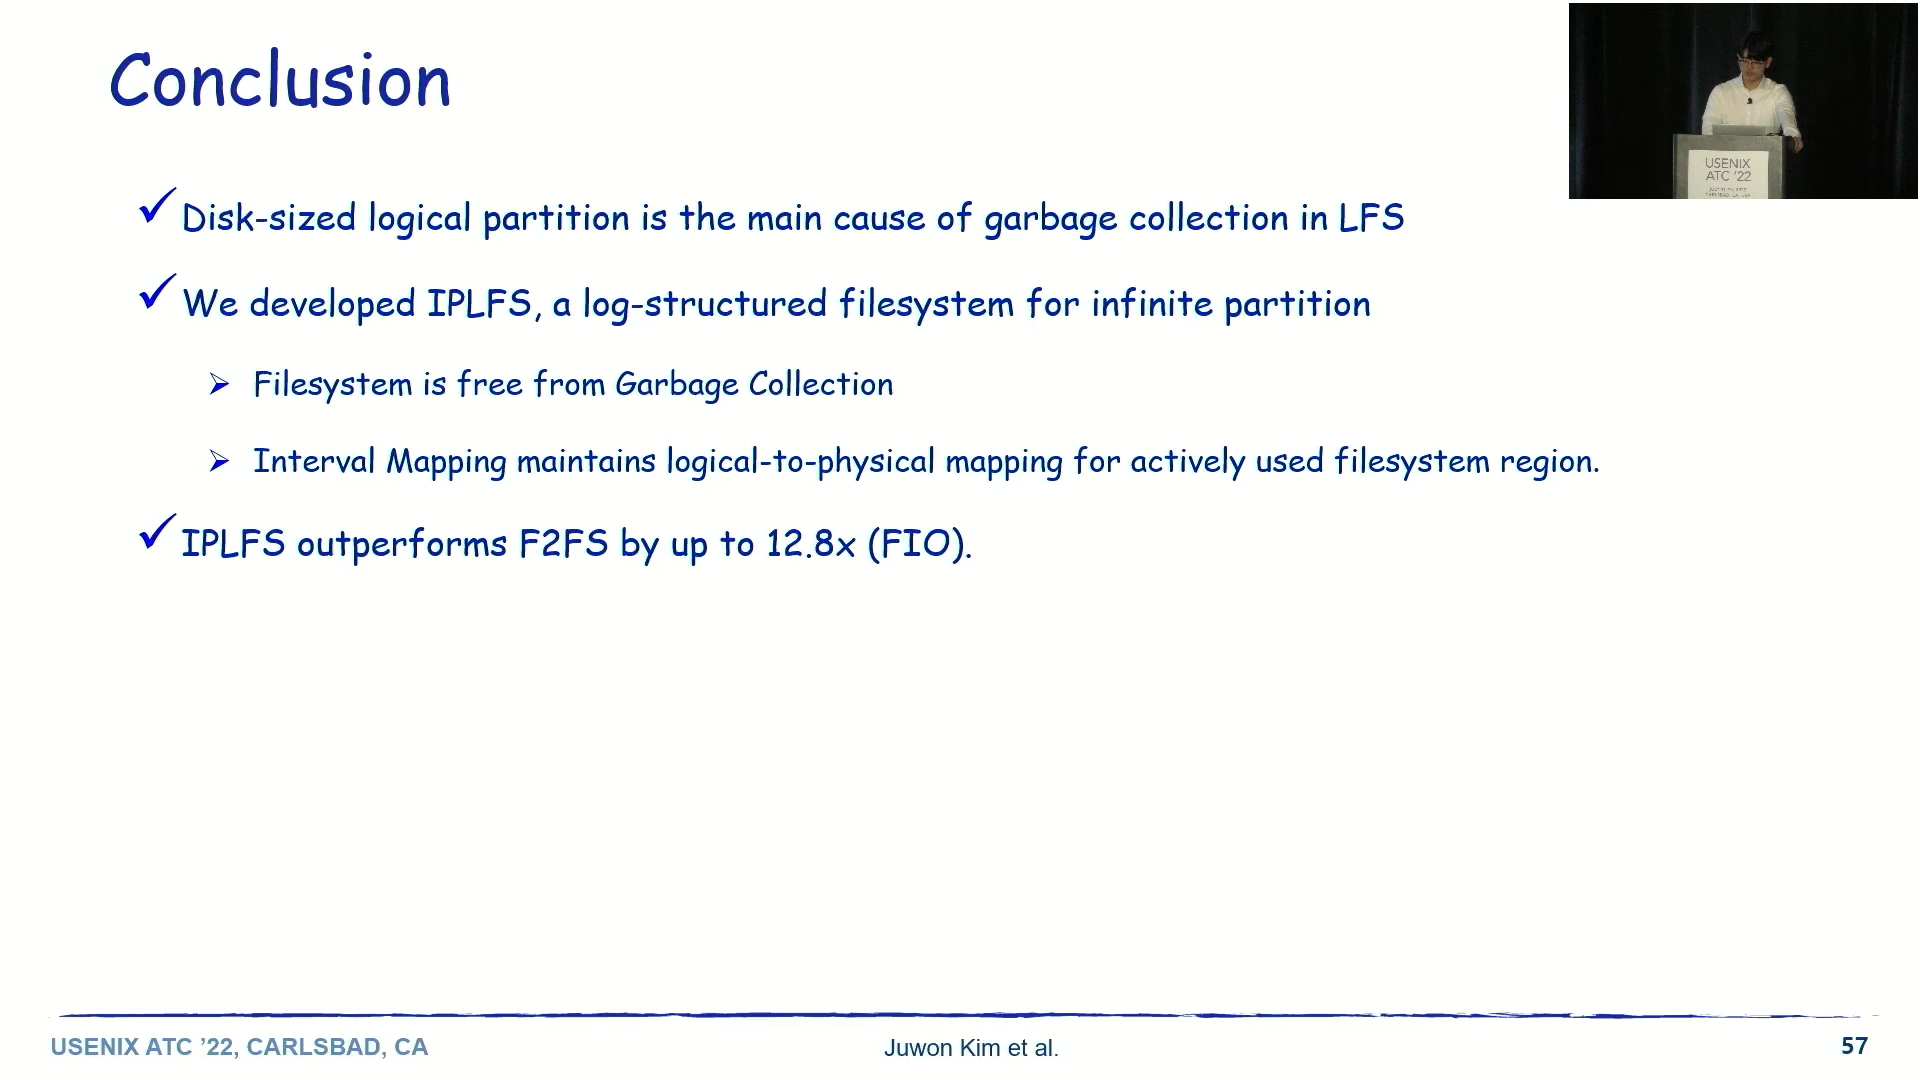 Conclusion
✓ Disk-sized logical partition is the main cause of garbage collection in LFS
✓ We developed IPLFS, a log-structured filesystem for infinite partition
➢ Filesystem is free from Garbage Collection
➢ Interval Mapping maintains logical-to-physical mapping for actively used filesystem region.
✓ IPLFS outperforms F2FS by up to 12.8x (FIO).
USENIX
ATC '22
USENIX ATC ’22, CARLSBAD, CA
Juwon Kim et al.
57